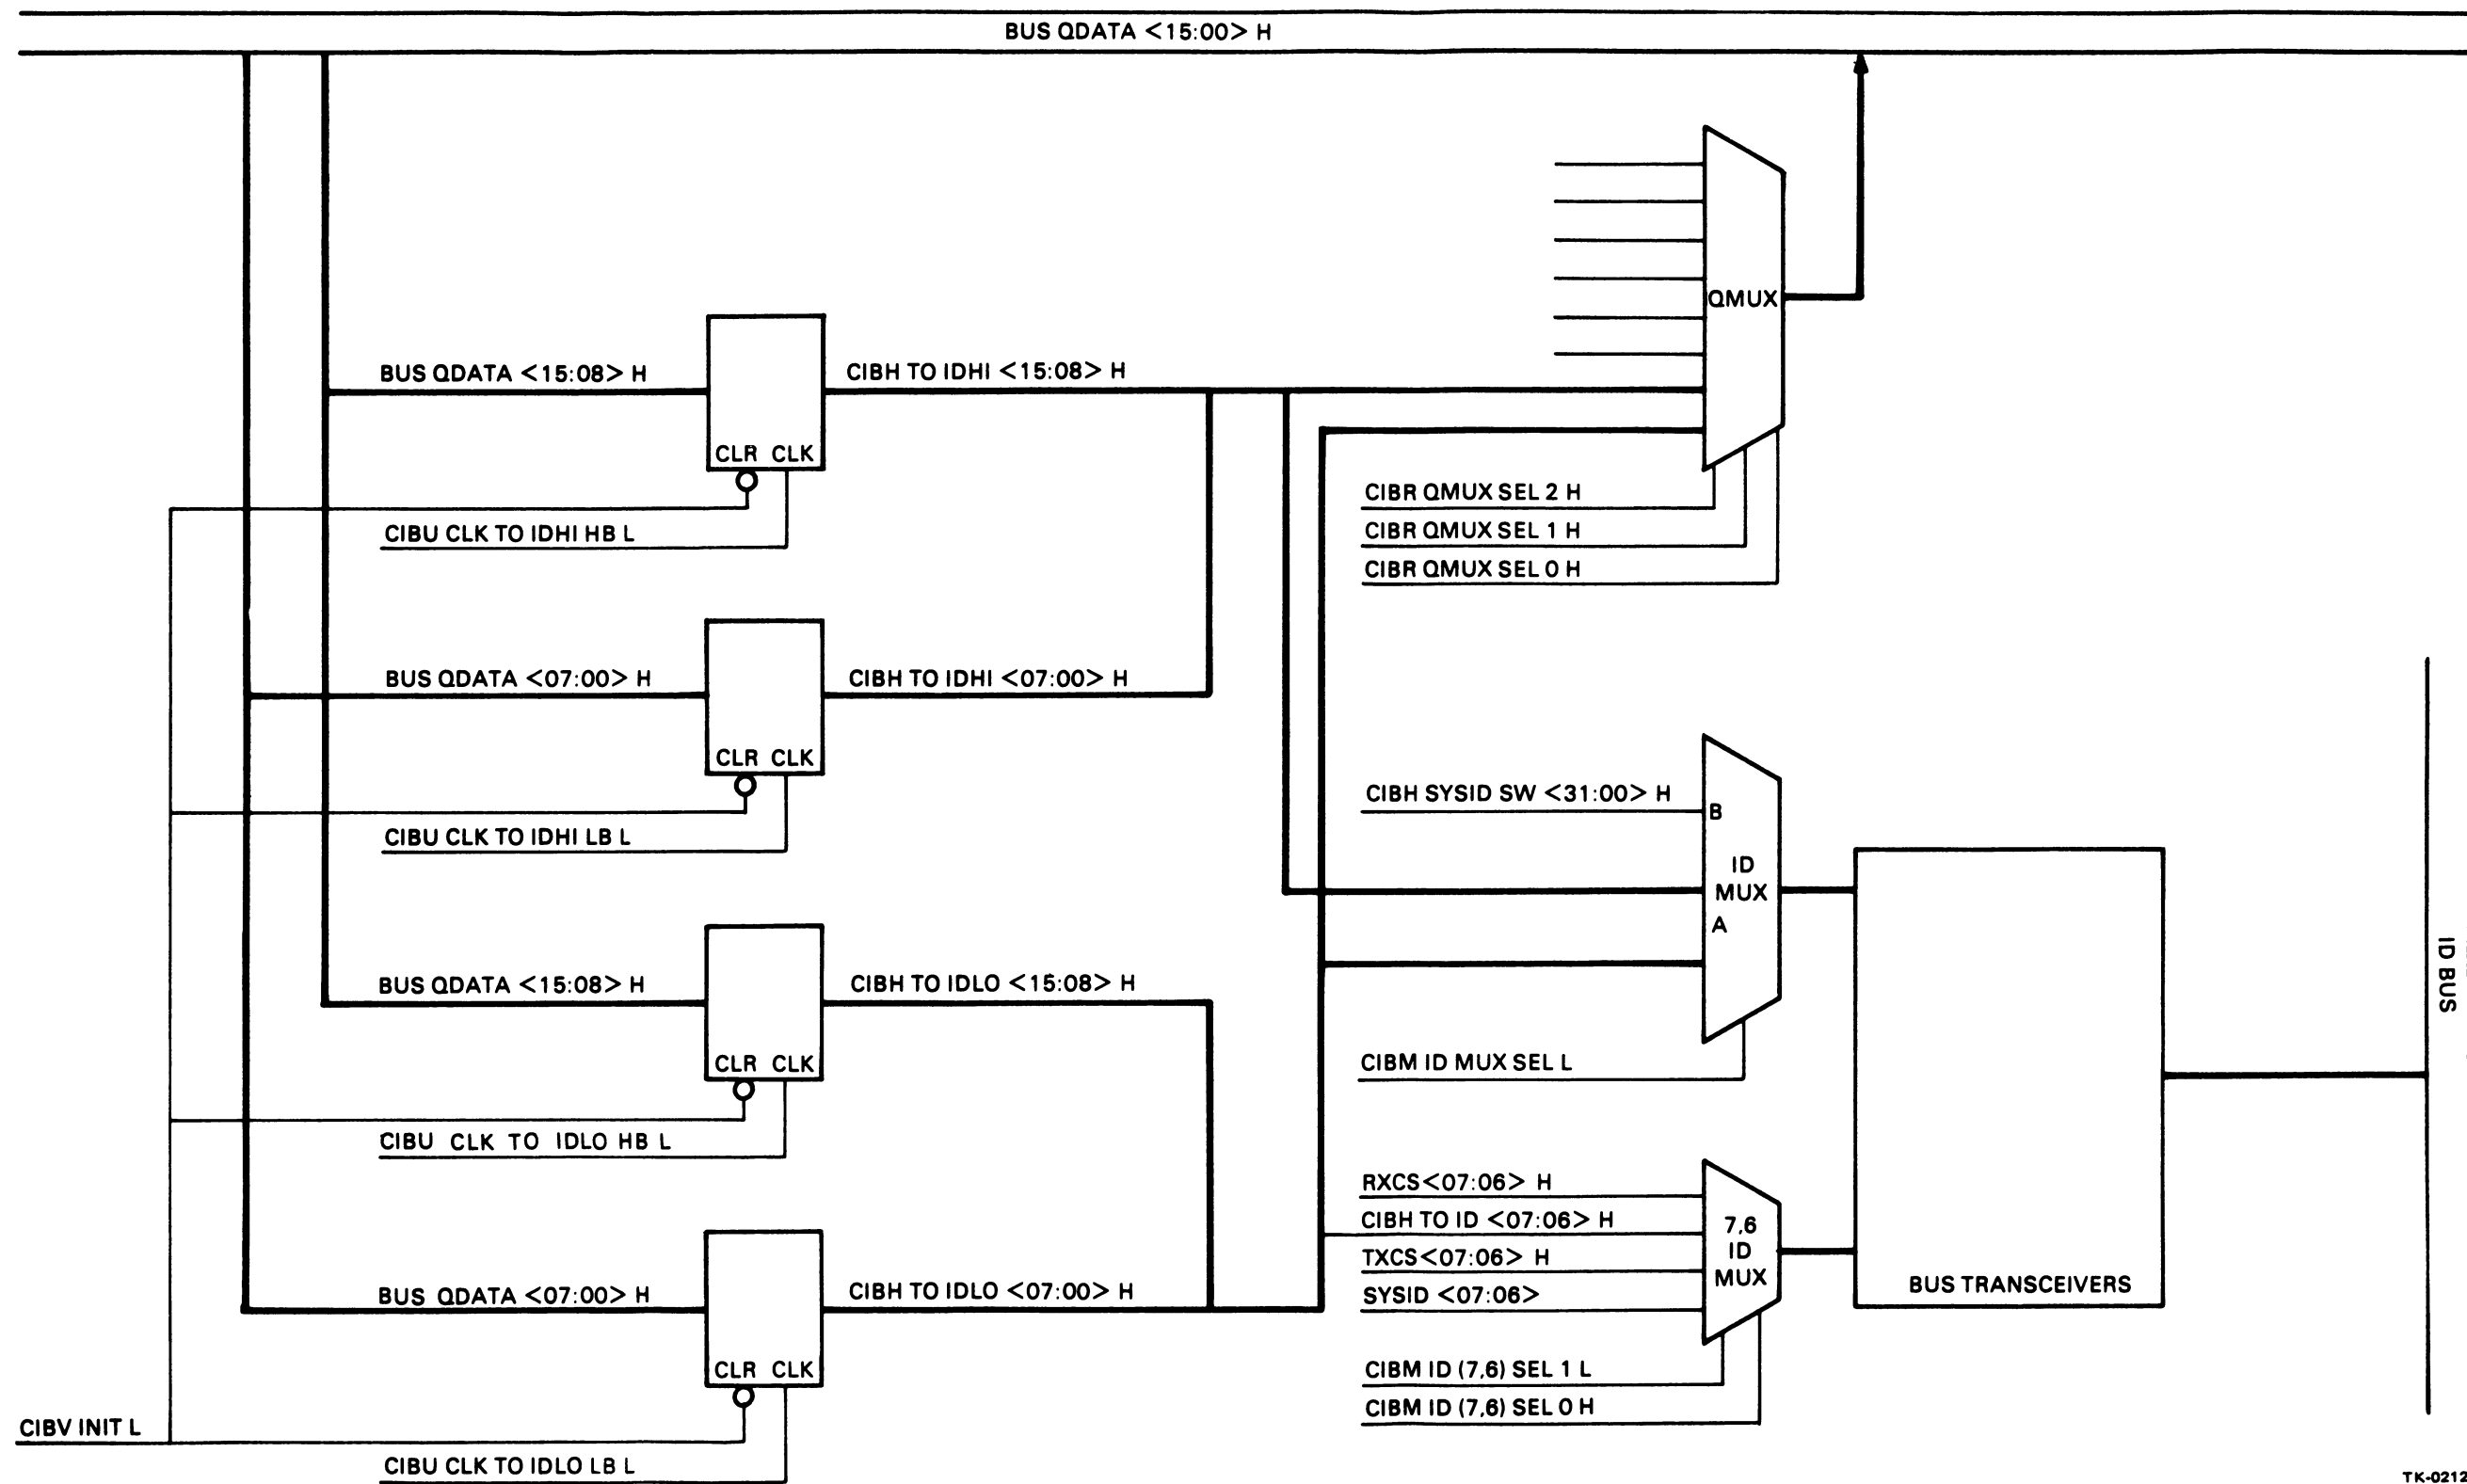 BUS QDATA <15:00> H
QMUX
BUS QDATA <15:08> H
CIBH TO IDHI <15:08> H
CLR CLK
CIBU CLK TO IDHI HB L
CIBR QMUX SEL 2 H
CIBR QMUX SEL 1 H
CIBR QMUX SEL 0 H
BUS QDATA <07:00> H
CIBH TO IDHI <07:00> H
CLR CLK
CIBU CLK TO IDHI LB L
CIBH SYSID SW <31:00> H
B
ID
MUX
A
BUS QDATA <15:08> H
CIBH TO IDLO <15:08> H
CLR CLK
CIBU CLK TO IDLO HB L
CIBM ID MUX SEL L
ID BUS
RXCS<07:06> H
CIBH TO ID <07:06> H
TXCS<07:06> H
SYSID <07:06>
7,6
ID
MUX
BUS TRANSCEIVERS
BUS QDATA <07:00> H
CIBH TO IDLO <07:00> H
CLR CLK
CIBM ID (7,6) SEL 1 L
CIBM ID (7,6) SEL 0 H
CIBV INIT L
CIBU CLK TO IDLO LB L
TK-0212